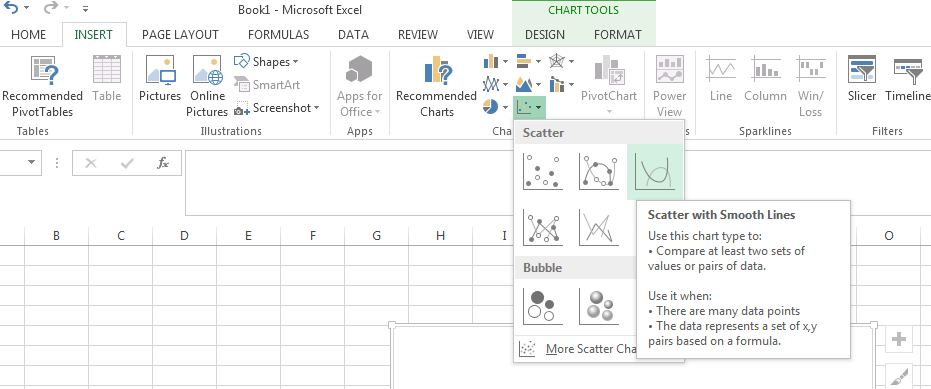 Book1 - Microsoft Excel
CHART TOOLS
HOME INSERT PAGE LAYOUT FORMULAS DATA REVIEW VIEW DESIGN FORMAT
Recommended PivotTables
Table
Tables
Pictures
Online Pictures
Shapes
SmartArt
Screenshot
Illustrations
Apps for Office
Apps
Recommended Charts
PivotChart
Power View
Reports
Line
Column
Win/Loss
Sparklines
Slicer
Timeline
Filters
fx
Scatter
Bubble
More Scatter Cha
Scatter with Smooth Lines
Use this chart type to:
• Compare at least two sets of
values or pairs of data.
Use it when:
• There are many data points
• The data represents a set of x,y
pairs based on a formula.
B C D E F G H I O